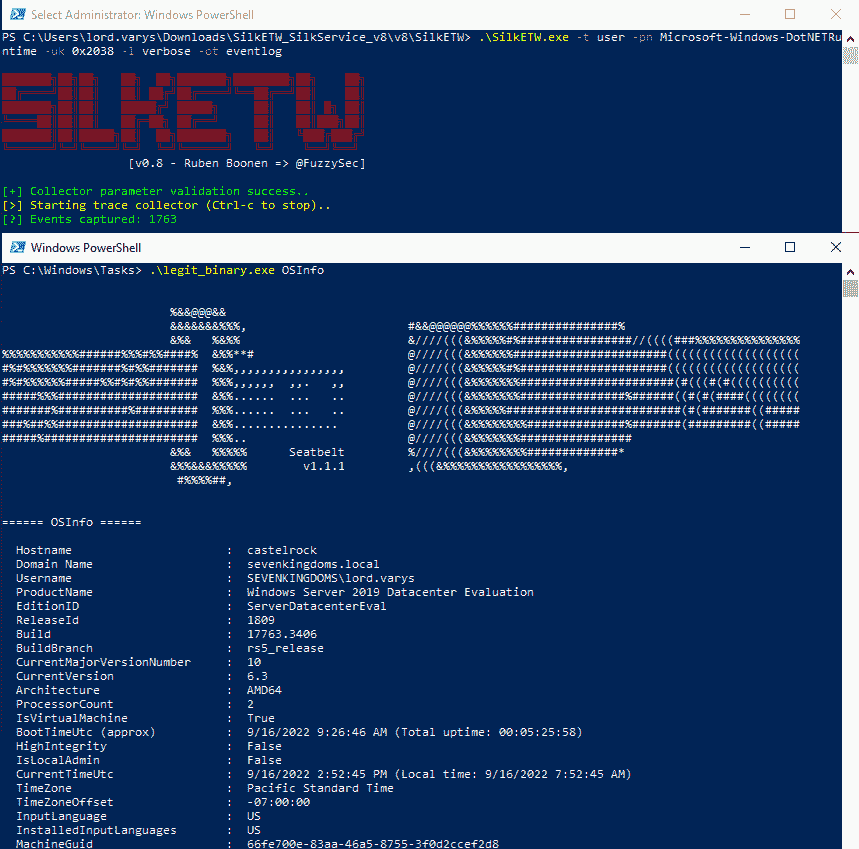 Select Administrator: Windows PowerShell
PS C:\Users\lord.varys\Downloads\SilkETW_SilkService_v8\v8\SilkETW> .\SilkETW.exe -t user -pn Microsoft-Windows-DotNETRu
ntime -uk 0x2038 -l verbose -ot eventlog
SILKETW
[v0.8 - Ruben Boonen => @FuzzySec]
[+] Collector parameter validation success..
[>] Starting trace collector (Ctrl-c to stop)..
[?] Events captured: 1763
Windows PowerShell
PS C:\Windows\Tasks> .\legit_binary.exe OSInfo
Seatbelt
v1.1.1
====== OSInfo ======
Hostname : castelrock
Domain Name : sevenkingdoms.local
Username : SEVENKINGDOMS\lord.varys
ProductName : Windows Server 2019 Datacenter Evaluation
EditionID : ServerDatacenterEval
ReleaseId : 1809
Build : 17763.3406
BuildBranch : rs5_release
CurrentMajorVersionNumber : 10
CurrentVersion : 6.3
Architecture : AMD64
ProcessorCount : 2
IsVirtualMachine : True
BootTimeUtc (approx) : 9/16/2022 9:26:46 AM (Total uptime: 00:05:25:58)
HighIntegrity : False
IsLocalAdmin : False
CurrentTimeUtc : 9/16/2022 2:52:45 PM (Local time: 9/16/2022 7:52:45 AM)
TimeZone : Pacific Standard Time
TimeZoneOffset : -07:00:00
InputLanguage : US
InstalledInputLanguages : US
MachineGuid : 66fe700e-83aa-46a5-8755-3f0d2ccef2d8